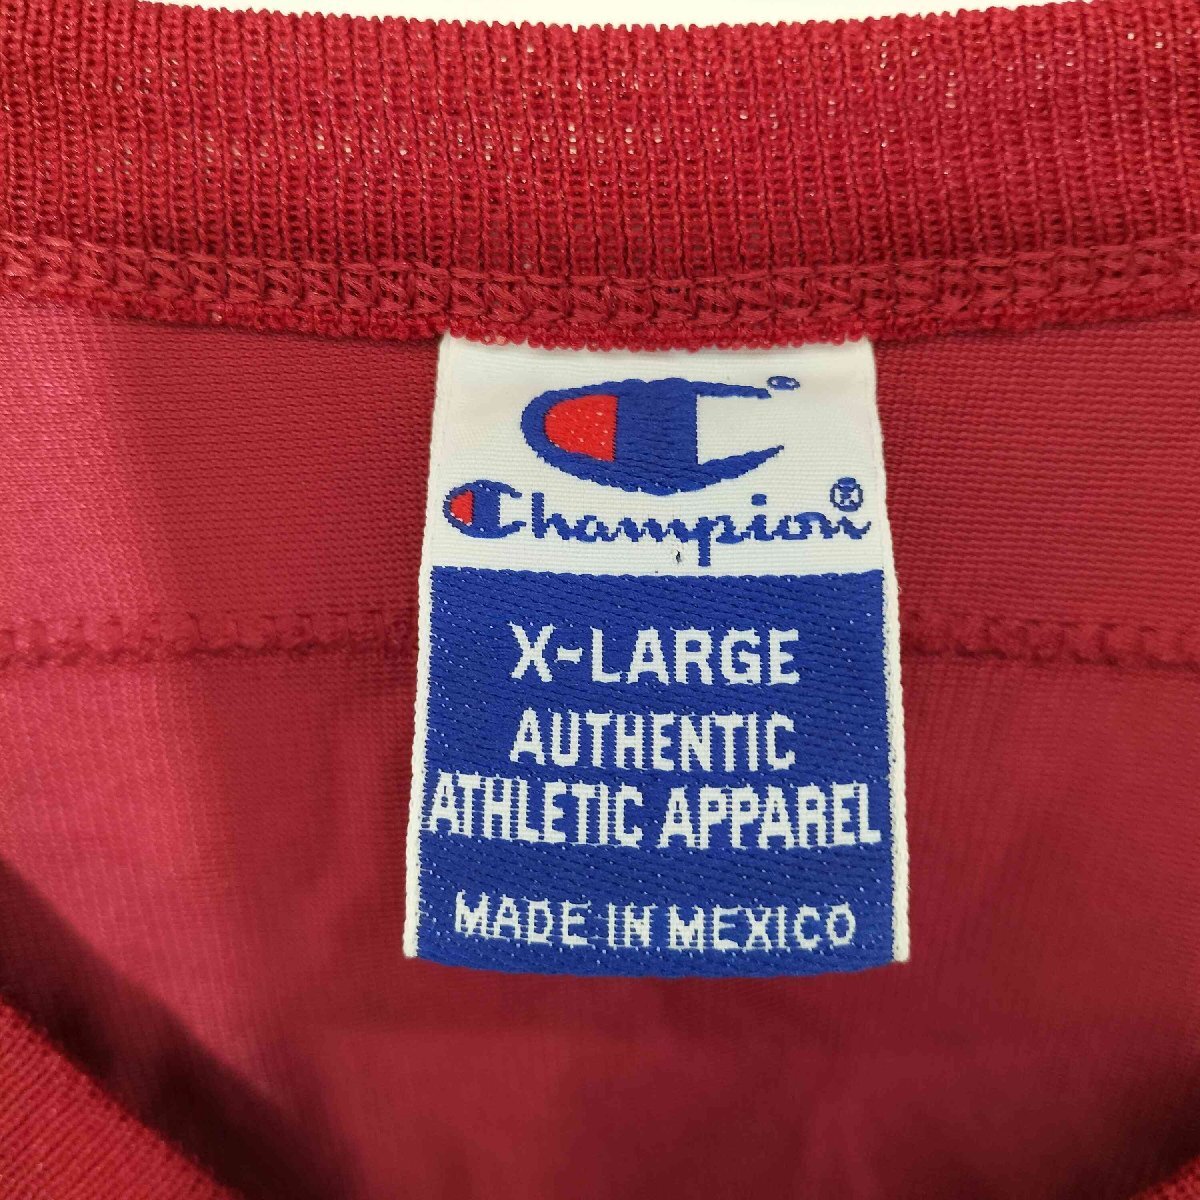 Champion®
X-LARGE
AUTHENTIC
ATHLETIC APPAREL
MADE IN MEXICO